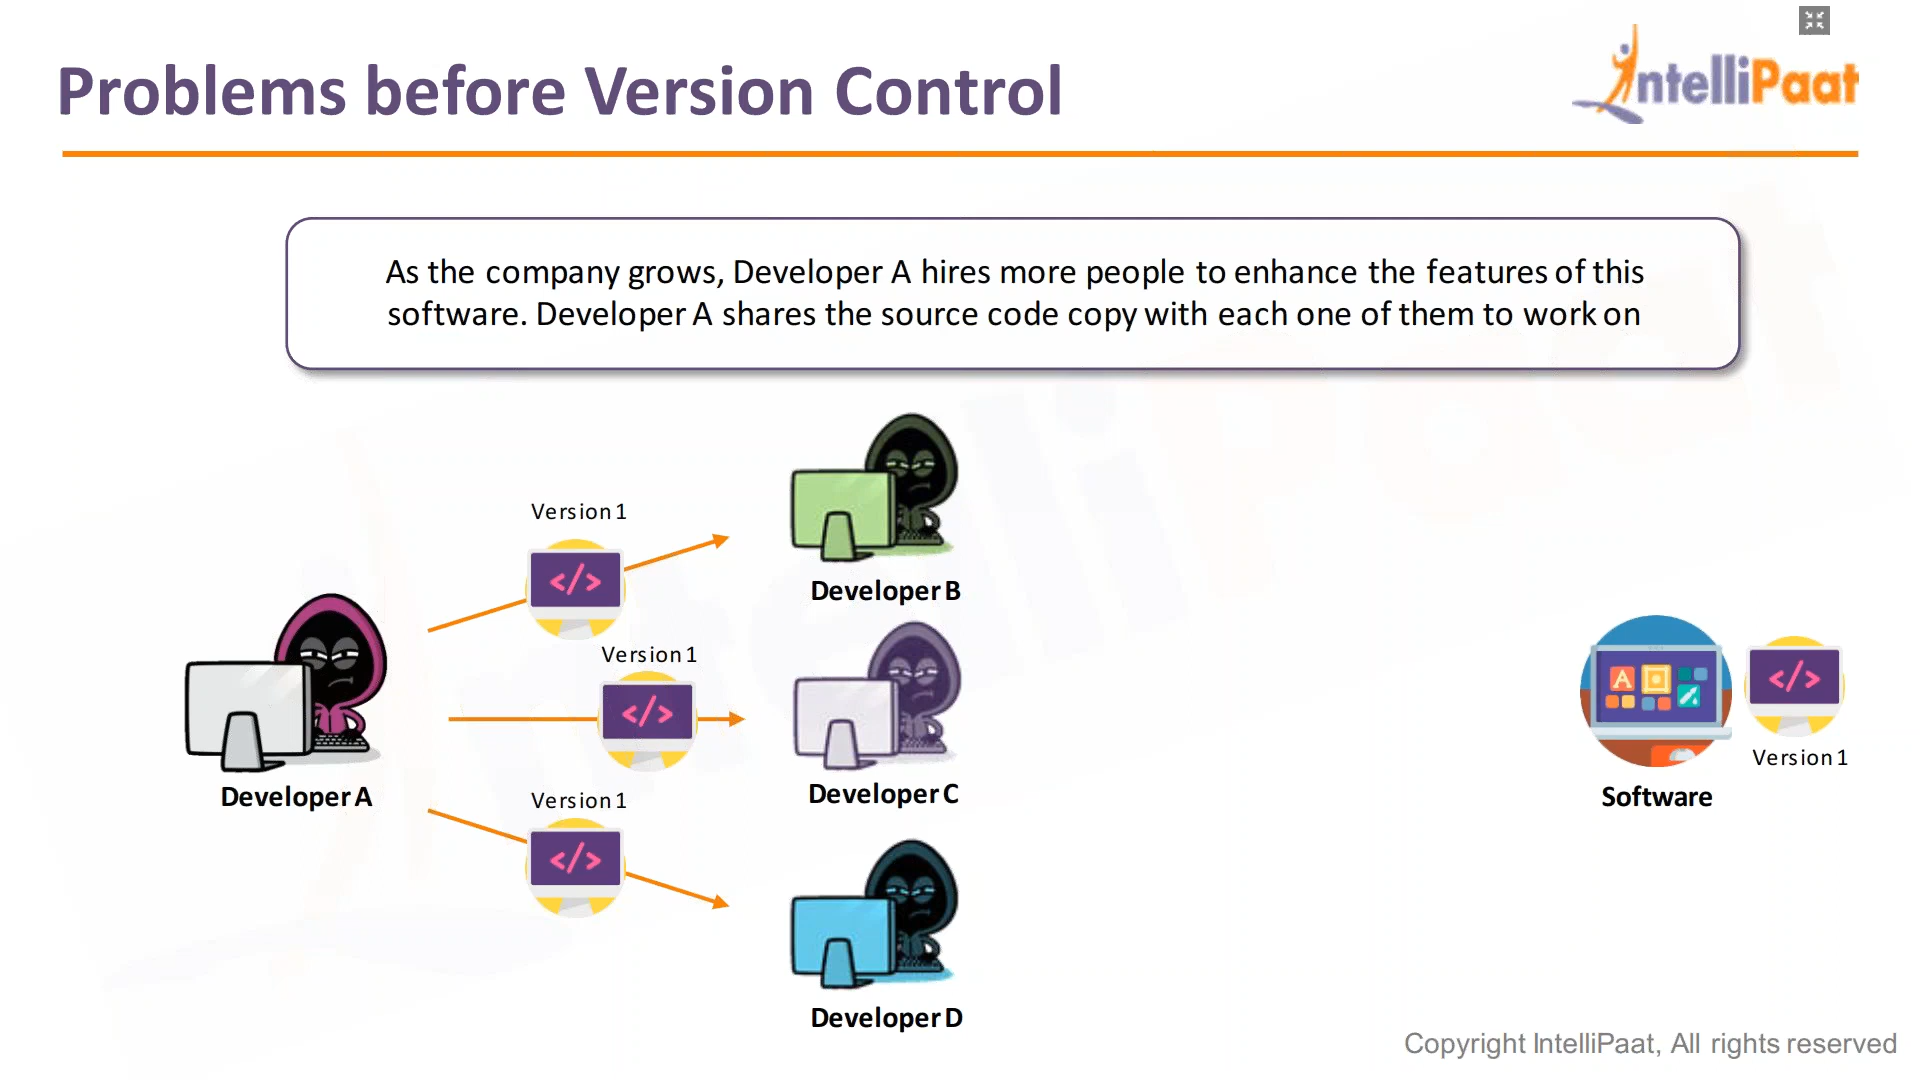 Problems before Version Control
IntelliPaat
As the company grows, Developer A hires more people to enhance the features of this
software. Developer A shares the source code copy with each one of them to work on
Version 1
</>
Developer B
Version 1
</>
Developer A
Developer C
Version 1
</>
Developer D
A
</>
Version 1
Software
Copyright IntelliPaat, All rights reserved